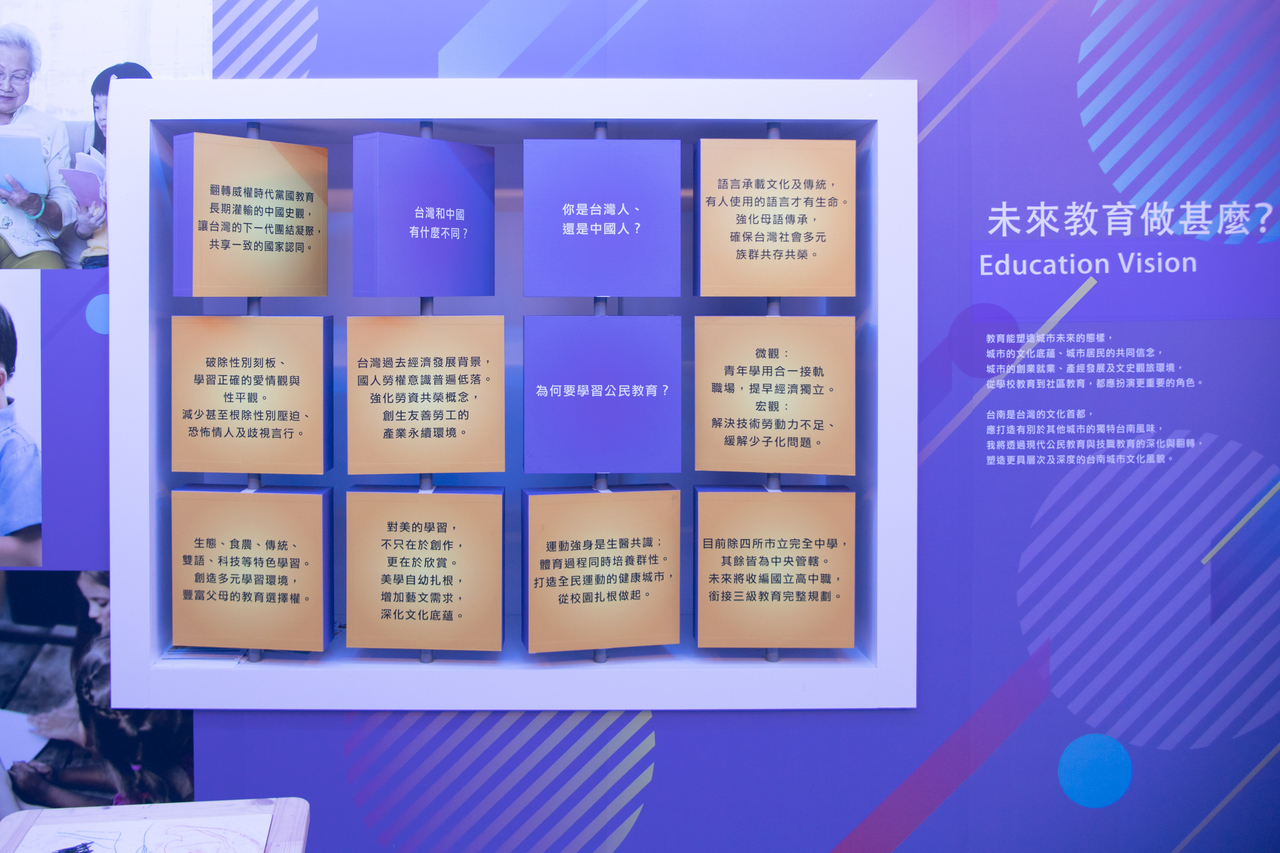 翻轉威權時代黨國教育
長期灌輸的中國史觀，
讓台灣的下一代團結凝聚，
共享一致的國家認同。
台灣和中國
有什麼不同？
你是台灣人、
還是中國人？
語言承載文化及傳統，
有人使用的語言才有生命。
強化母語傳承，
確保台灣社會多元
族群共存共榮。
破除性別刻板、
學習正確的愛情觀與
性平觀。
減少甚至根除性別壓迫、
恐怖情人及歧視言行。
台灣過去經濟發展背景，
國人勞權意識普遍低落。
強化勞資共榮概念，
創生友善勞工的
產業永續環境。
為何要學習公民教育？
微觀：
青年學用合一接軌
職場，提早經濟獨立。
宏觀：
解決技術勞動力不足、
緩解少子化問題。
生態、食農、傳統、
雙語、科技等特色學習。
創造多元學習環境，
豐富父母的教育選擇權。
對美的學習，
不只在於創作，
更在於欣賞。
美學自幼扎根，
增加藝文需求，
深化文化底蘊。
運動強身是生醫共識；
體育過程同時培養群性。
打造全民運動的健康城市，
從校園扎根做起。
目前除四所市立完全中學，
其餘皆為中央管轄。
未來將收編國立高中職，
銜接三級教育完整規劃。
未來教育做甚麼？
Education Vision
教育能塑造城市未來的態樣，
城市的文化底蘊、城市居民的共同信念，
城市的創業就業、產經發展及文史觀旅環境，
從學校教育到社區教育，都應扮演更重要的角色。
台南是台灣的文化首都，
應打造有別於其他城市的獨特台南風味，
我將透過現代公民教育與技職教育的深化與翻轉，
塑造更具層次及深度的台南城市文化風貌。